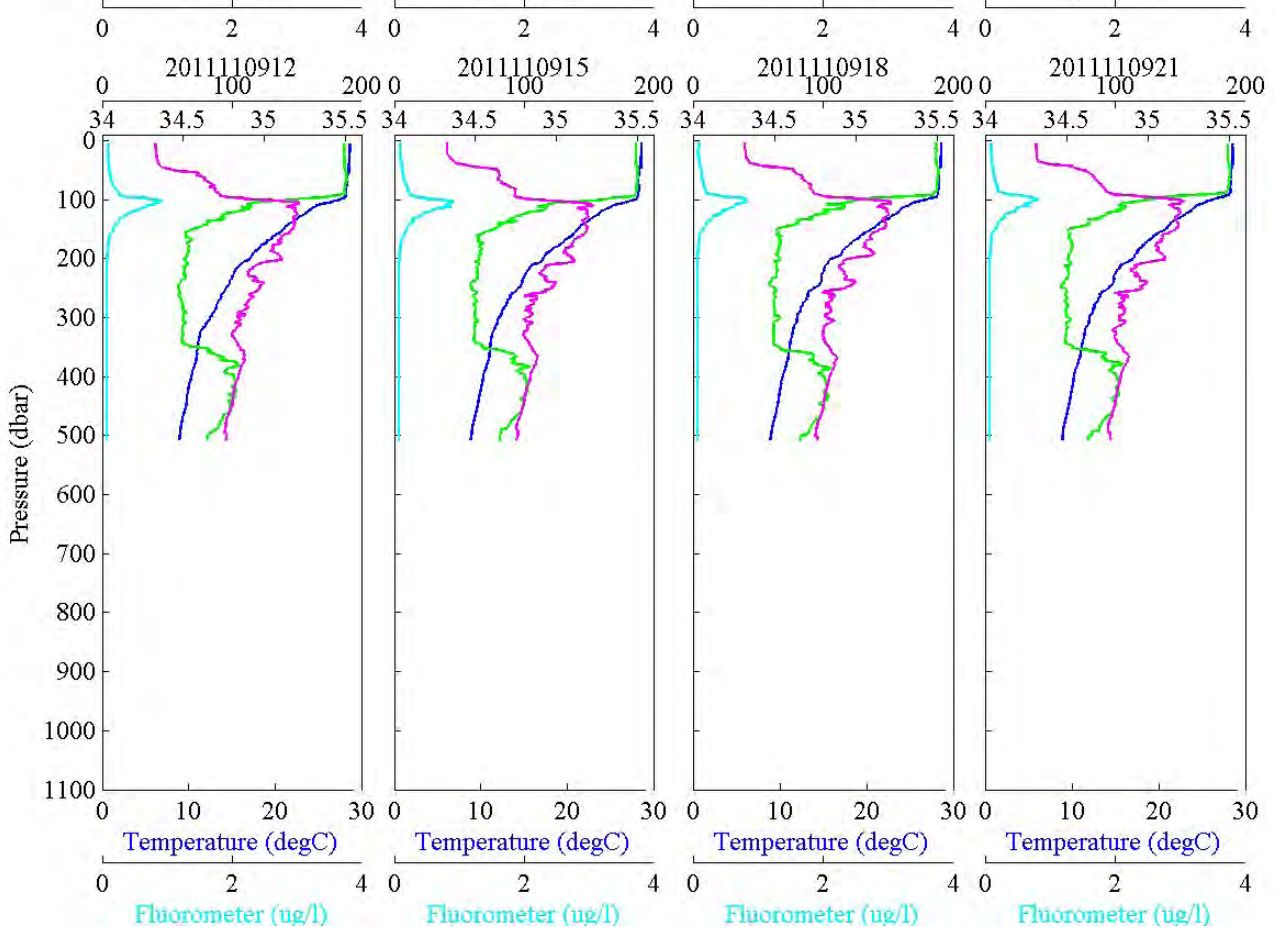 0 2 4 0 2 4 0 2 4 0 2 4
2011110912 2011110915 2011110918 2011110921
0 100 200 0 100 200 0 100 200 0 100 200
34 34.5 35 35.5 34 34.5 35 35.5 34 34.5 35 35.5 34 34.5 35 35.5
0
100
200
300
400
500
600
700
800
900
1000
1100
Pressure (dbar)
0 10 20 30 0 10 20 30 0 10 20 30 0 10 20 30
Temperature (degC) Temperature (degC) Temperature (degC) Temperature (degC)
0 2 4 0 2 4 0 2 4 0 2 4
Fluorometer (ug/l) Fluorometer (ug/l) Fluorometer (ug/l) Fluorometer (ug/l)